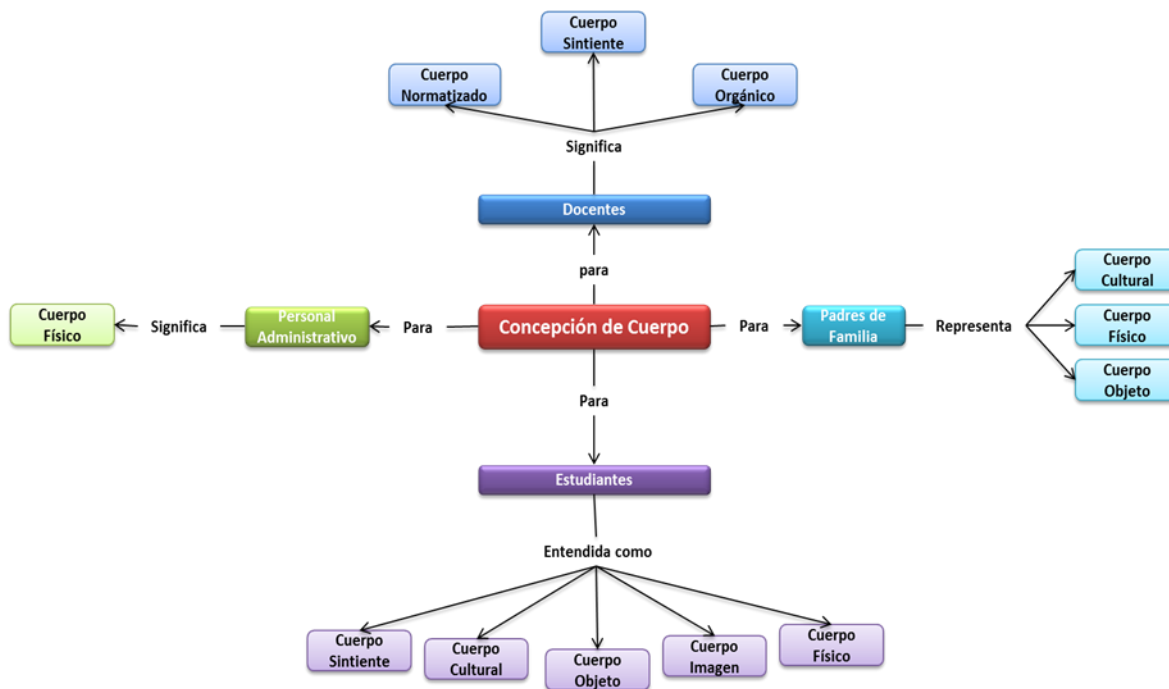 Cuerpo
Sintiente
Cuerpo
Normatizado
Cuerpo
Orgánico
Significa
Docentes
para
Cuerpo
Cultural
Cuerpo
Físico
Significa
Personal
Administrativo
Para
Concepción de Cuerpo
Para
Padres de
Familia
Representa
Cuerpo
Físico
Cuerpo
Objeto
Para
Estudiantes
Entendida como
Cuerpo
Sintiente
Cuerpo
Cultural
Cuerpo
Objeto
Cuerpo
Imagen
Cuerpo
Físico